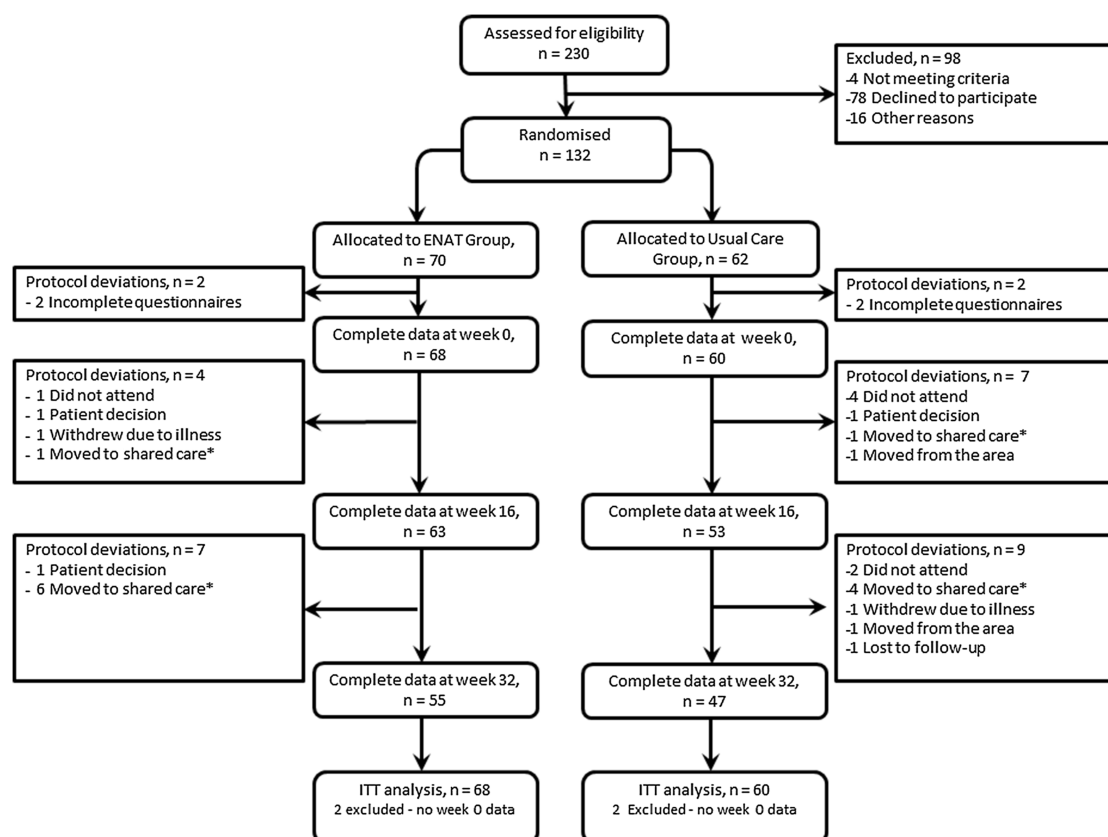 Assessed for eligibility
n = 230
Excluded, n = 98
-4 Not meeting criteria
-78 Declined to participate
-16 Other reasons
Randomised
n = 132
Allocated to ENAT Group,
n = 70
Allocated to Usual Care
Group, n = 62
Protocol deviations, n = 2
- 2 Incomplete questionnaires
Protocol deviations, n = 2
- 2 Incomplete questionnaires
Complete data at week 0,
n = 68
Complete data at week 0,
n = 60
Protocol deviations, n = 4
- 1 Did not attend
- 1 Patient decision
- 1 Withdrew due to illness
- 1 Moved to shared care*
Protocol deviations, n = 7
-4 Did not attend
-1 Patient decision
-1 Moved to shared care*
-1 Moved from the area
Complete data at week 16,
n = 63
Complete data at week 16,
n = 53
Protocol deviations, n = 7
- 1 Patient decision
- 6 Moved to shared care*
Protocol deviations, n = 9
-2 Did not attend
-4 Moved to shared care*
-1 Withdrew due to illness
-1 Moved from the area
-1 Lost to follow-up
Complete data at week 32,
n = 55
Complete data at week 32,
n = 47
ITT analysis, n = 68
2 excluded - no week 0 data
ITT analysis, n = 60
2 Excluded - no week 0 data